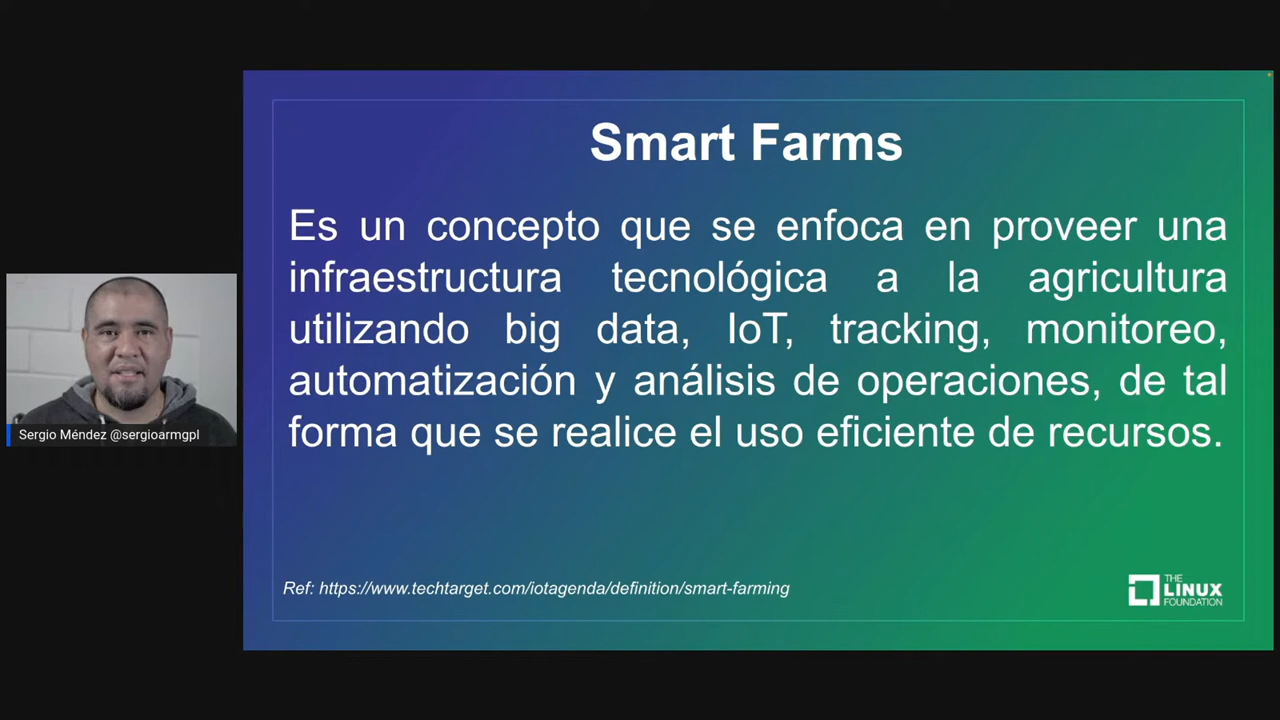 Smart Farms
Es un concepto que se enfoca en proveer una
infraestructura tecnológica a la agricultura
utilizando big data, IoT, tracking, monitoreo,
automatización y análisis de operaciones, de tal
forma que se realice el uso eficiente de recursos.
Sergio Méndez @sergioarmgpl
Ref: https://www.techtarget.com/iotagenda/definition/smart-farming
THE
LINUX
FOUNDATION